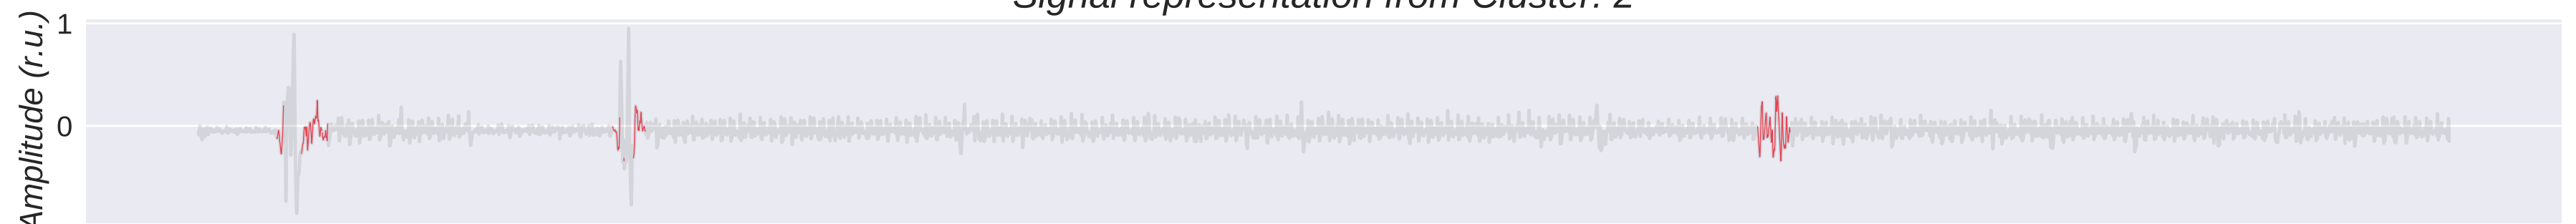 Signal representation from Cluster: 2
Amplitude (r.u.)
1
0